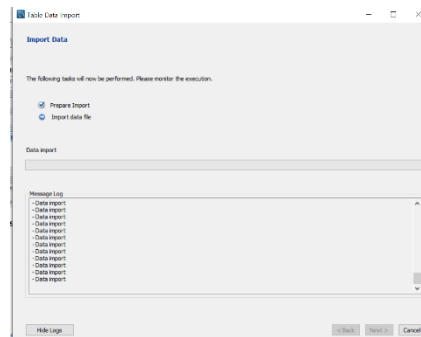 Table Data Import
Import Data
The following tasks will now be performed. Please monitor the execution.
Prepare Import
Import data file
Data import
Message Log
- Data import
- Data import
- Data import
- Data import
- Data import
- Data import
- Data import
- Data import
- Data import
- Data import
- Data import
- Data import
Hide Logs
< Back
Next >
Cancel